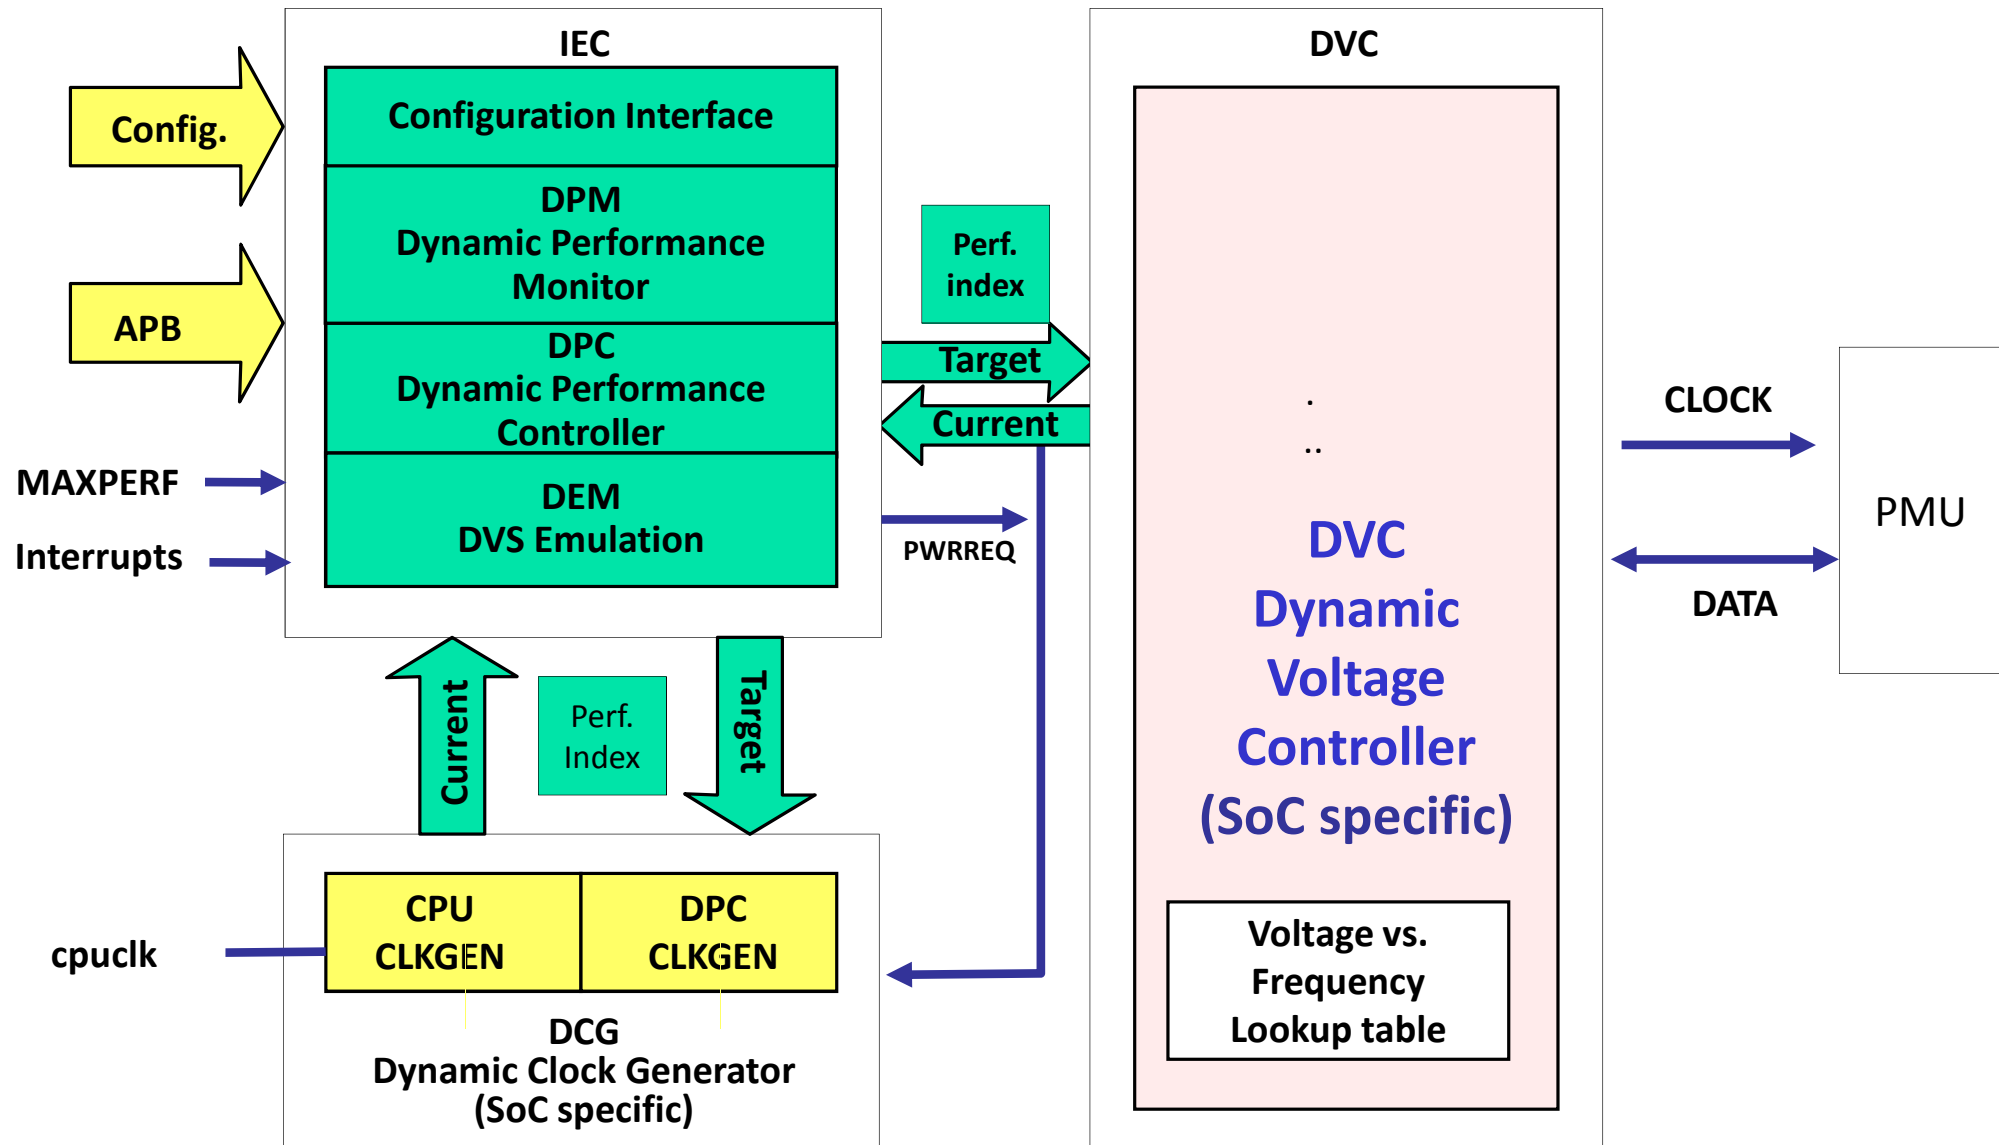 IEC
Config.
Configuration Interface
DPM
Dynamic Performance
Monitor
APB
DPC
Dynamic Performance
Controller
MAXPERF
DEM
DVS Emulation
Interrupts
Perf.
index
Target
Current
PWRREQ
DVC
.
..
DVC
Dynamic
Voltage
Controller
(SoC specific)
Voltage vs.
Frequency
Lookup table
CLOCK
DATA
PMU
Current
Perf.
Index
Target
cpuclk
CPU
CLKGEN
DPC
CLKGEN
DCG
Dynamic Clock Generator
(SoC specific)